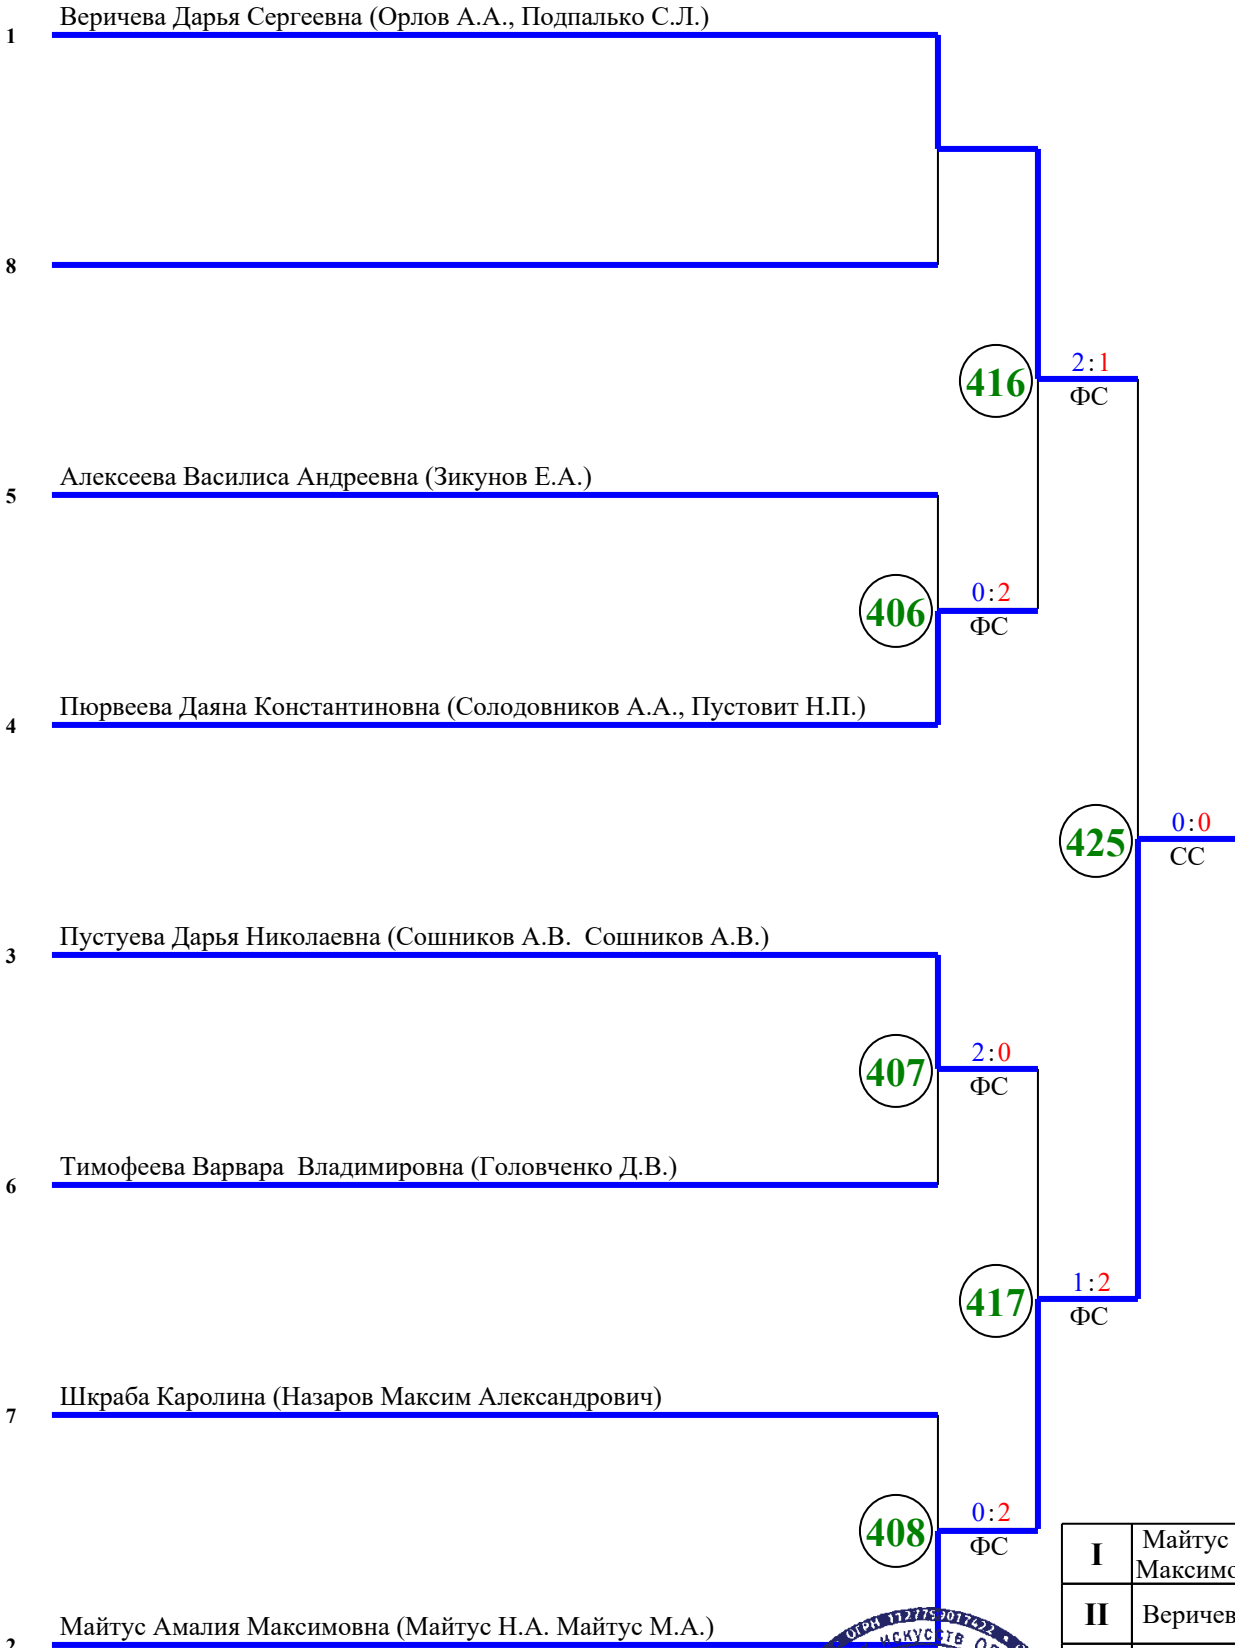 Веричева Дарья Сергеевна (Орлов А.А., Подпалько С.Л.)
1
8
416
2:1
ФС
Алексеева Василиса Андреевна (Зикунов Е.А.)
5
406
0:2
ФС
Пюрвеева Даяна Константиновна (Солодовников А.А., Пустовит Н.П.)
4
425
0:0
СС
Пустуева Дарья Николаевна (Сошников А.В.  Сошников А.В.)
3
407
2:0
ФС
Тимофеева Варвара  Владимировна (Головченко Д.В.)
6
417
1:2
ФС
Шкраба Каролина (Назаров Максим Александрович)
7
408
0:2
ФС
I Майтус
Максимо
II Веричев
Майтус Амалия Максимовна (Майтус Н.А. Майтус М.А.)
2
ИСКУССТВ